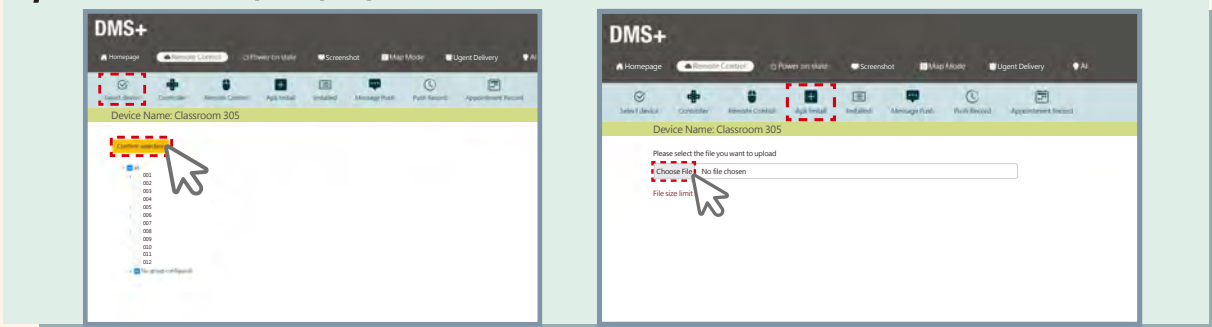 DMS+
Homepage Remote Control Power on state Screenshot Map Mode Ugent Delivery AI
Select device Controller Remote Control Apk Install Installed Message Push Push Record Appointment Record
Device Name: Classroom 305
Confirm selection
all
001
002
003
004
005
006
007
008
009
010
011
012
No group configured
DMS+
Homepage Remote Control Power on state Screenshot Map Mode Ugent Delivery AI
Select device Controller Remote Control Apk Install Installed Message Push Push Record Appointment Record
Device Name: Classroom 305
Please select the file you want to upload
Choose File No file chosen
File size limit